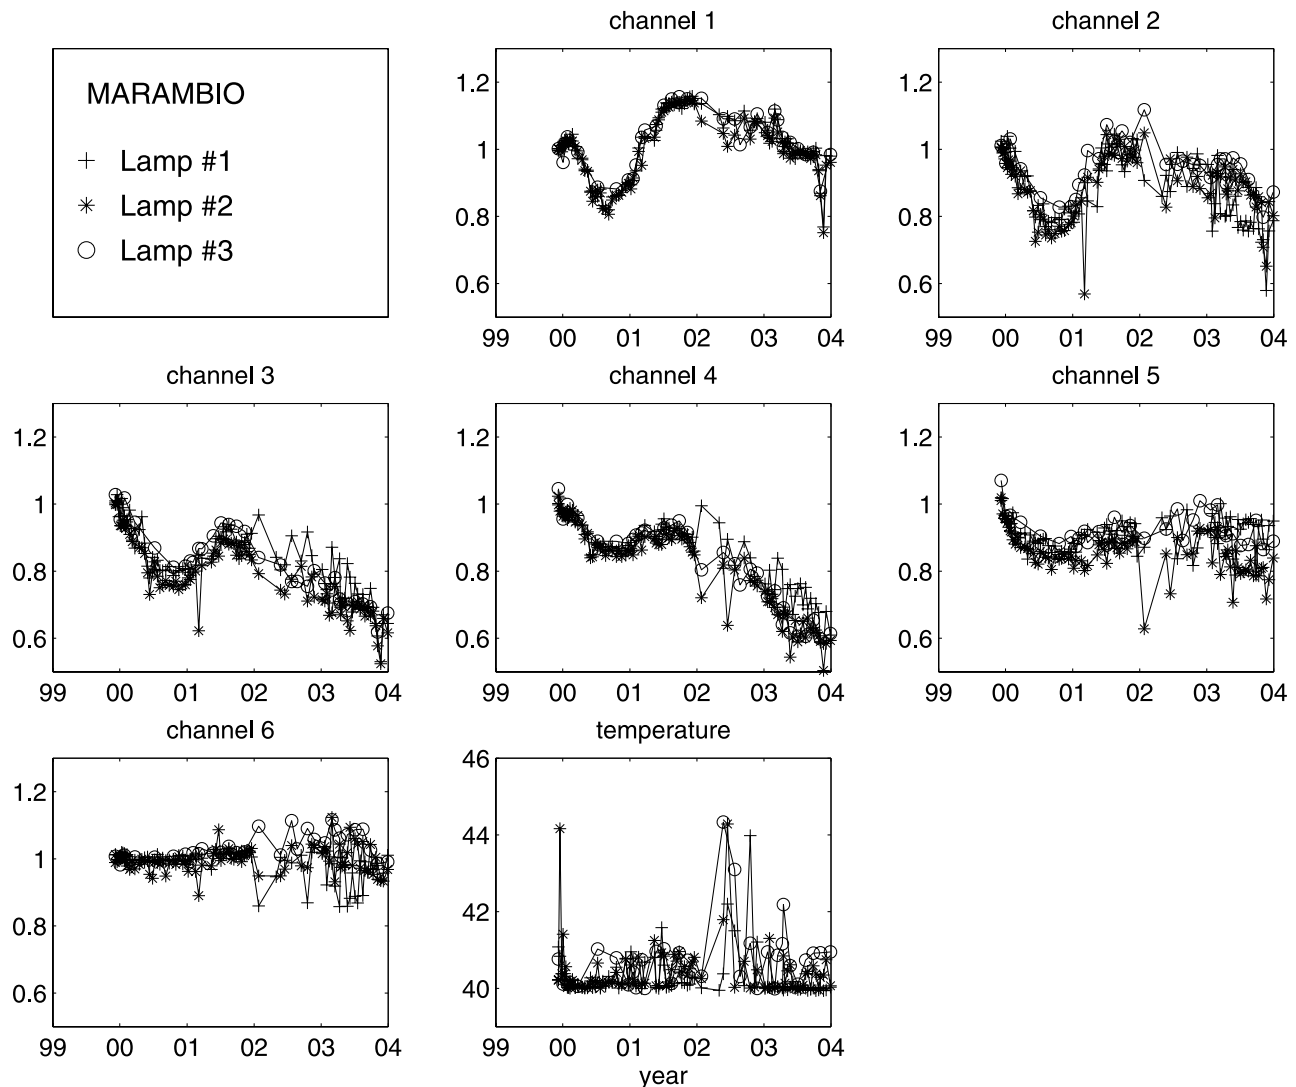 channel 1
channel 2
MARAMBIO
Lamp #1
Lamp #2
Lamp #3
1.2
1
0.8
0.6
99 00 01 02 03 04
1.2
1
0.8
0.6
99 00 01 02 03 04
channel 3
channel 4
channel 5
1.2
1
0.8
0.6
99 00 01 02 03 04
1.2
1
0.8
0.6
99 00 01 02 03 04
1.2
1
0.8
0.6
99 00 01 02 03 04
channel 6
temperature
1.2
1
0.8
0.6
99 00 01 02 03 04
46
44
42
40
99 00 01 02 03 04
year